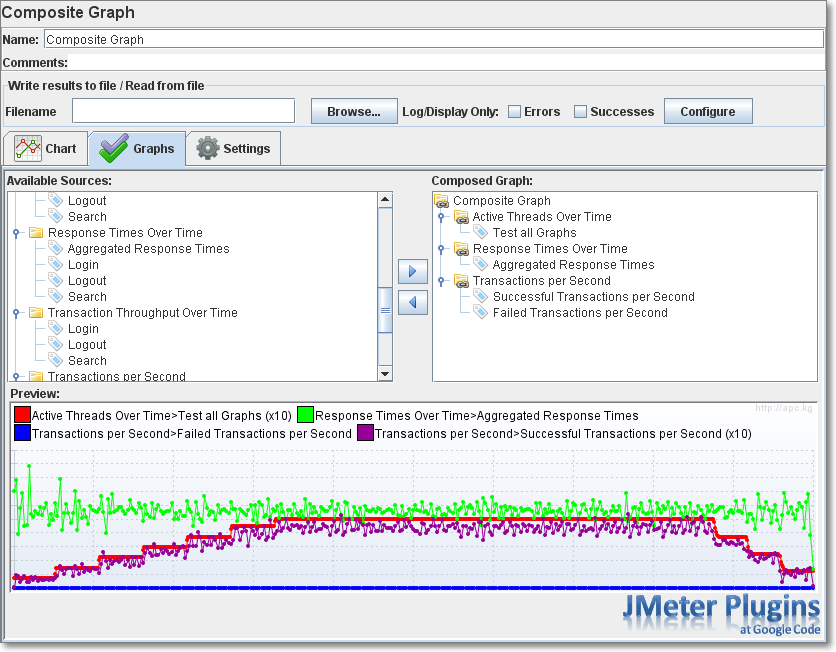 Composite Graph
Name: Composite Graph
Comments:
Write results to file / Read from file
Filename Browse... Log/Display Only: Errors Successes Configure
Chart Graphs Settings
Available Sources:
Logout
Search
Response Times Over Time
Aggregated Response Times
Login
Logout
Search
Transaction Throughput Over Time
Login
Logout
Search
Transactions per Second
Composed Graph:
Composite Graph
Active Threads Over Time
Test all Graphs
Response Times Over Time
Aggregated Response Times
Transactions per Second
Successful Transactions per Second
Failed Transactions per Second
Preview:
http://apc.kg
Active Threads Over Time>Test all Graphs (x10) Response Times Over Time>Aggregated Response Times
Transactions per Second>Failed Transactions per Second Transactions per Second>Successful Transactions per Second (x10)
JMeter Plugins
at Google Code